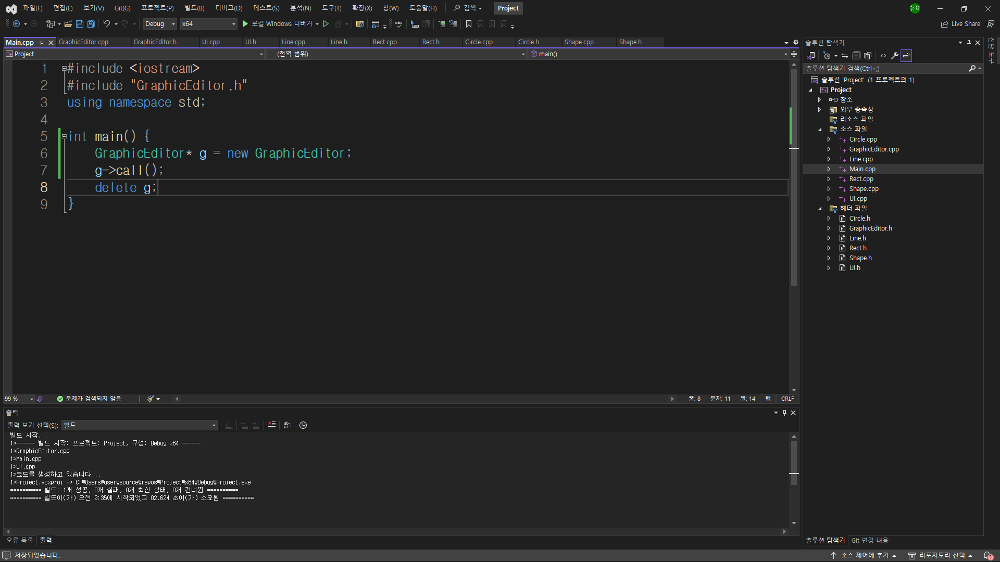 파일(F) 편집(E) 보기(V) Git(G) 프로젝트(P) 빌드(B) 디버그(D) 테스트(S) 분석(N) 도구(T) 확장(X) 창(W) 도움말(H) 검색 Project 순O
Debug x64 로컬 Windows 디버거 Live Share
Main.cpp GraphicEditor.cpp GraphicEditor.h UI.cpp UI.h Line.cpp Line.h Rect.cpp Rect.h Circle.cpp Circle.h Shape.cpp Shape.h
Project (전역 범위) main()
1 #include <iostream>
2 #include "GraphicEditor.h"
3 using namespace std;
4
5 int main() {
6 GraphicEditor* g = new GraphicEditor;
7 g->call();
8 delete g;
9 }
99 % 문제가 검색되지 않음 줄: 8 문자: 11 열: 14 탭 CRLF
출력
출력 보기 선택(S): 빌드
빌드 시작...
1>------ 빌드 시작: 프로젝트: Project, 구성: Debug x64 ------
1>GraphicEditor.cpp
1>Main.cpp
1>UI.cpp
1>코드를 생성하고 있습니다...
1>Project.vcxproj -> C:₩Users₩user₩source₩repos₩Project₩x64₩Debug₩Project.exe
========== 빌드: 1개 성공, 0개 실패, 0개 최신 상태, 0개 건너뜀 ==========
========== 빌드이(가) 오전 2:35에 시작되었고 02.624 초이(가) 소요됨 ==========
오류 목록 출력
솔루션 탐색기
솔루션 탐색기 검색(Ctrl+;)
솔루션 'Project' (1 프로젝트의 1)
Project
참조
외부 종속성
리소스 파일
소스 파일
Circle.cpp
GraphicEditor.cpp
Line.cpp
Main.cpp
Rect.cpp
Shape.cpp
UI.cpp
헤더 파일
Circle.h
GraphicEditor.h
Line.h
Rect.h
Shape.h
UI.h
솔루션 탐색기 Git 변경 내용
진단 도구
저장되었습니다. 소스 제어에 추가 리포지토리 선택 1